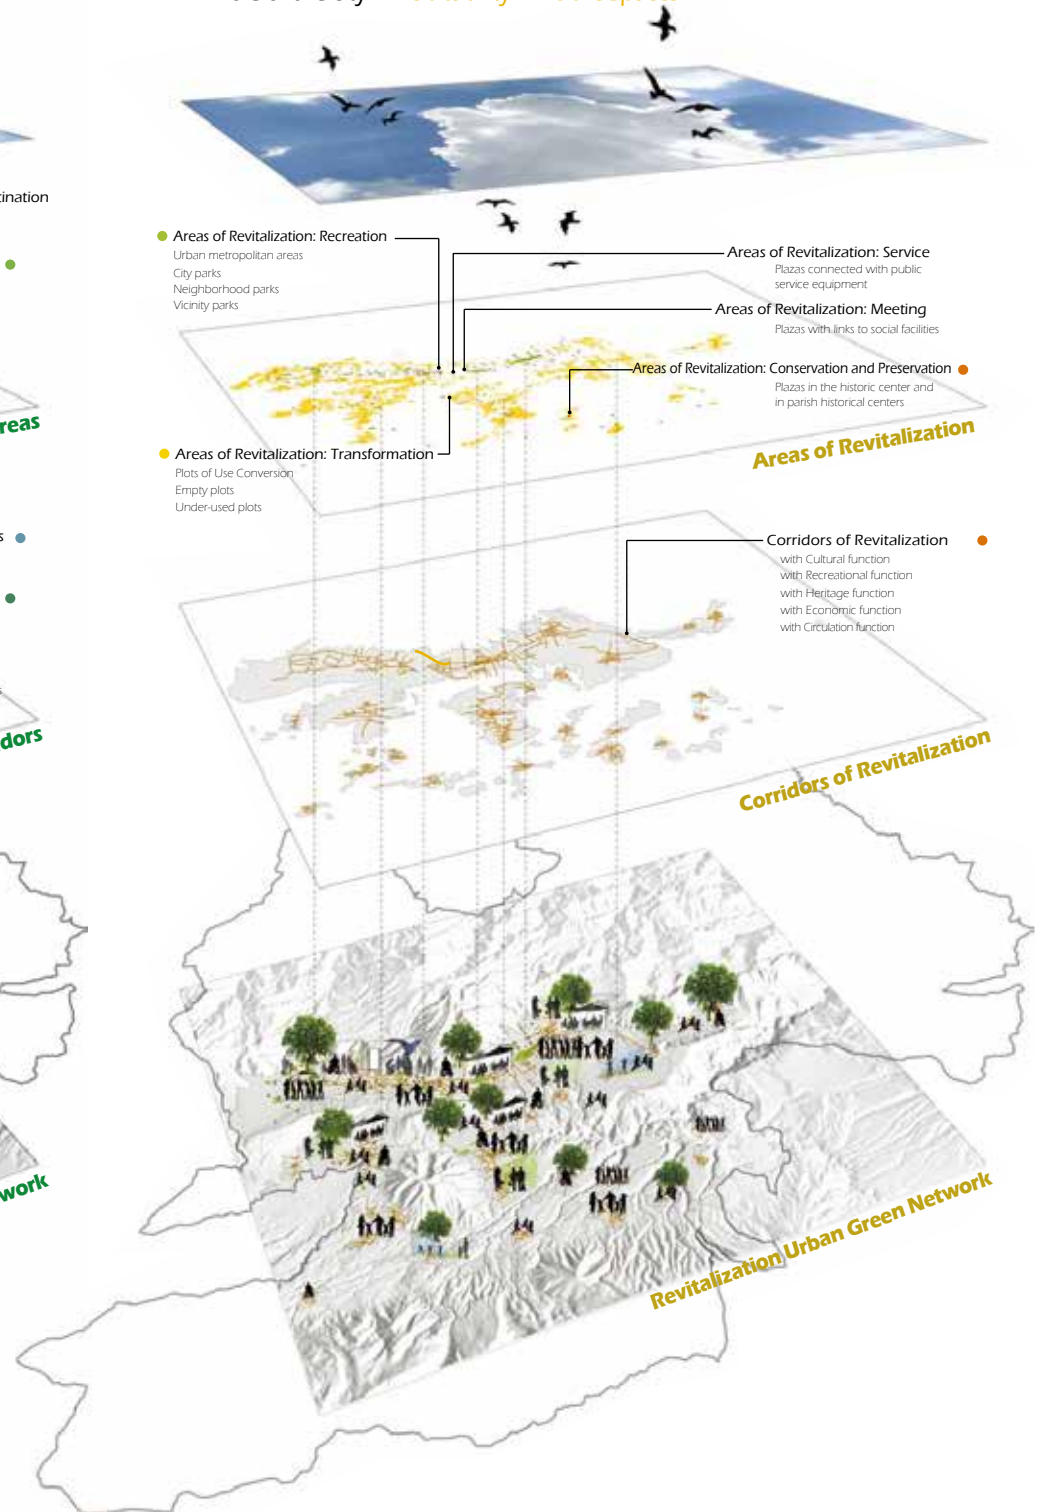 Areas of Revitalization: Recreation
Urban metropolitan areas
City parks
Neighborhood parks
Vicinity parks
Areas of Revitalization: Service
Plazas connected with public
service equipment
Areas of Revitalization: Meeting
Plazas with links to social facilities
Areas of Revitalization: Conservation and Preservation
Plazas in the historic center and
in parish historical centers
Areas of Revitalization
Areas of Revitalization: Transformation
Plots of Use Conversion
Empty plots
Under-used plots
Corridors of Revitalization
with Cultural function
with Recreational function
with Heritage function
with Economic function
with Circulation function
Corridors of Revitalization
Revitalization Urban Green Network
ination
reas
s
dors
work